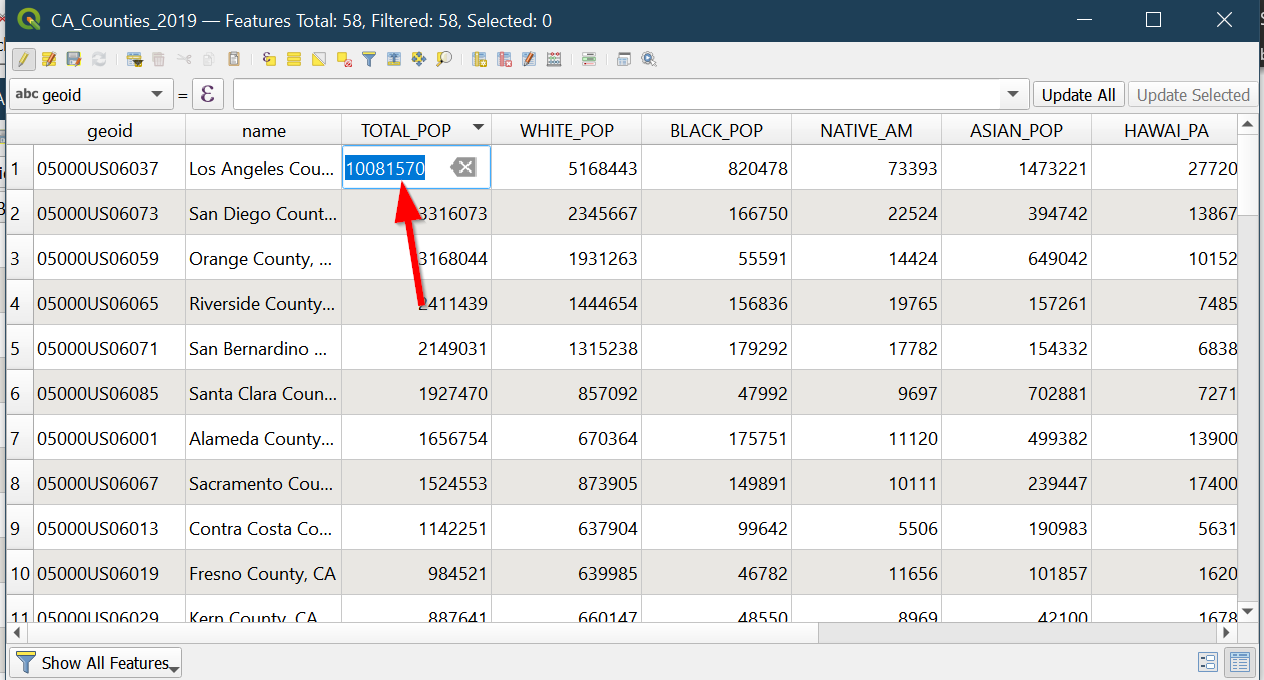 CA_Counties_2019 — Features Total: 58, Filtered: 58, Selected: 0
abc geoid = ε Update All Update Selected
geoid name TOTAL_POP WHITE_POP BLACK_POP NATIVE_AM ASIAN_POP HAWAI_PA
1 05000US06037 Los Angeles Cou... 10081570 5168443 820478 73393 1473221 27720
2 05000US06073 San Diego Count... 3316073 2345667 166750 22524 394742 13867
3 05000US06059 Orange County, ... 3168044 1931263 55591 14424 649042 10152
4 05000US06065 Riverside County... 2411439 1444654 156836 19765 157261 7485
5 05000US06071 San Bernardino ... 2149031 1315238 179292 17782 154332 6838
6 05000US06085 Santa Clara Coun... 1927470 857092 47992 9697 702881 7271
7 05000US06001 Alameda County... 1656754 670364 175751 11120 499382 13900
8 05000US06067 Sacramento Cou... 1524553 873905 149891 10111 239447 17400
9 05000US06013 Contra Costa Co... 1142251 637904 99642 5506 190983 5631
10 05000US06019 Fresno County, CA 984521 639985 46782 11656 101857 1620
11 05000US06029 Kern County, CA 887641 660147 48550 8969 42100 1678
Show All Features